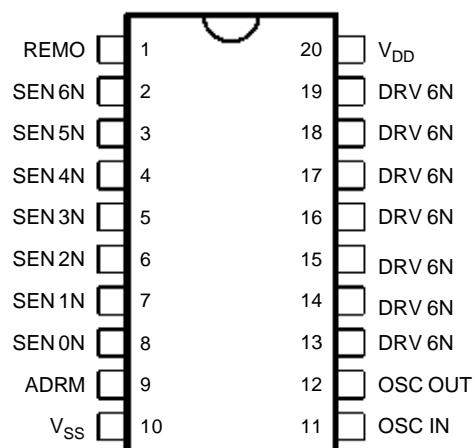 REMO 1 20 VDD
SEN 6N 2 19 DRV 6N
SEN 5N 3 18 DRV 6N
SEN 4N 4 17 DRV 6N
SEN 3N 5 16 DRV 6N
SEN 2N 6 15 DRV 6N
SEN 1N 7 14 DRV 6N
SEN 0N 8 13 DRV 6N
ADRM 9 12 OSC OUT
VSS 10 11 OSC IN